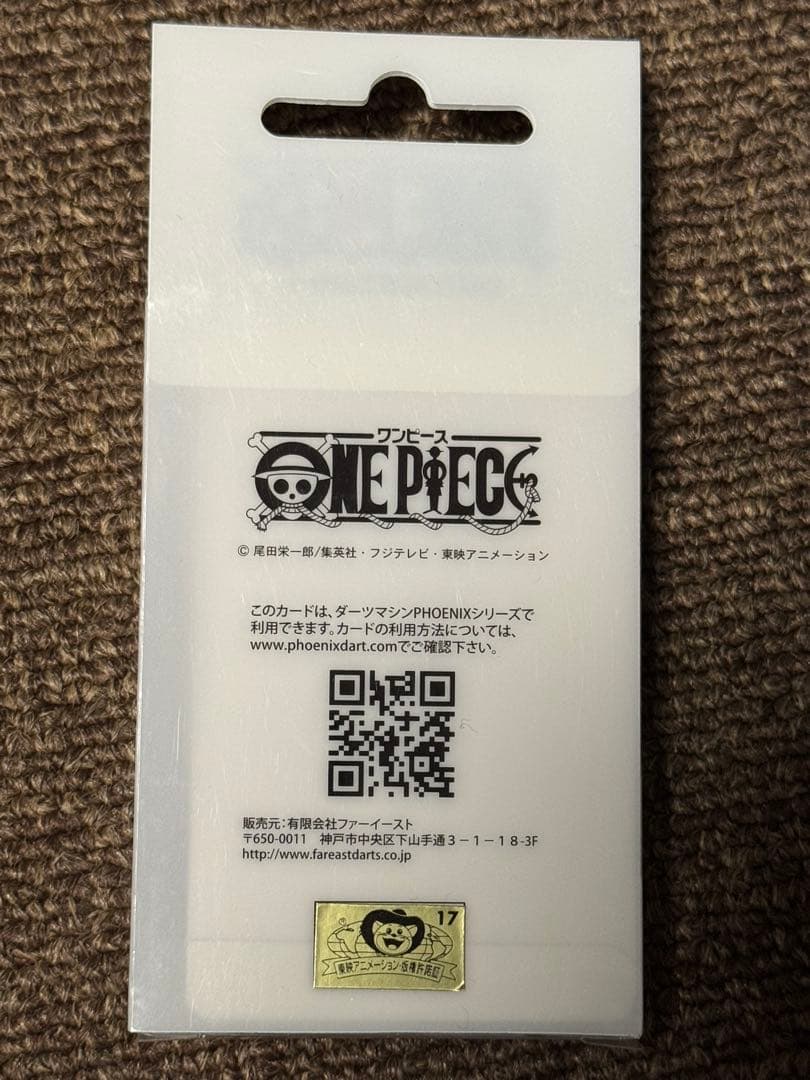 ワンピース
ONE PIECE
© 尾田栄一郎/集英社・フジテレビ・東映アニメーション
このカードは、ダーツマシンPHOENIXシリーズで
利用できます。カードの利用方法については、
www.phoenixdart.comでご確認下さい。
販売元:有限会社ファーイースト
〒650-0011 神戸市中央区下山手通3-1-18-3F
http://www.fareastdarts.co.jp
17
東映アニメーション・版権許諾証